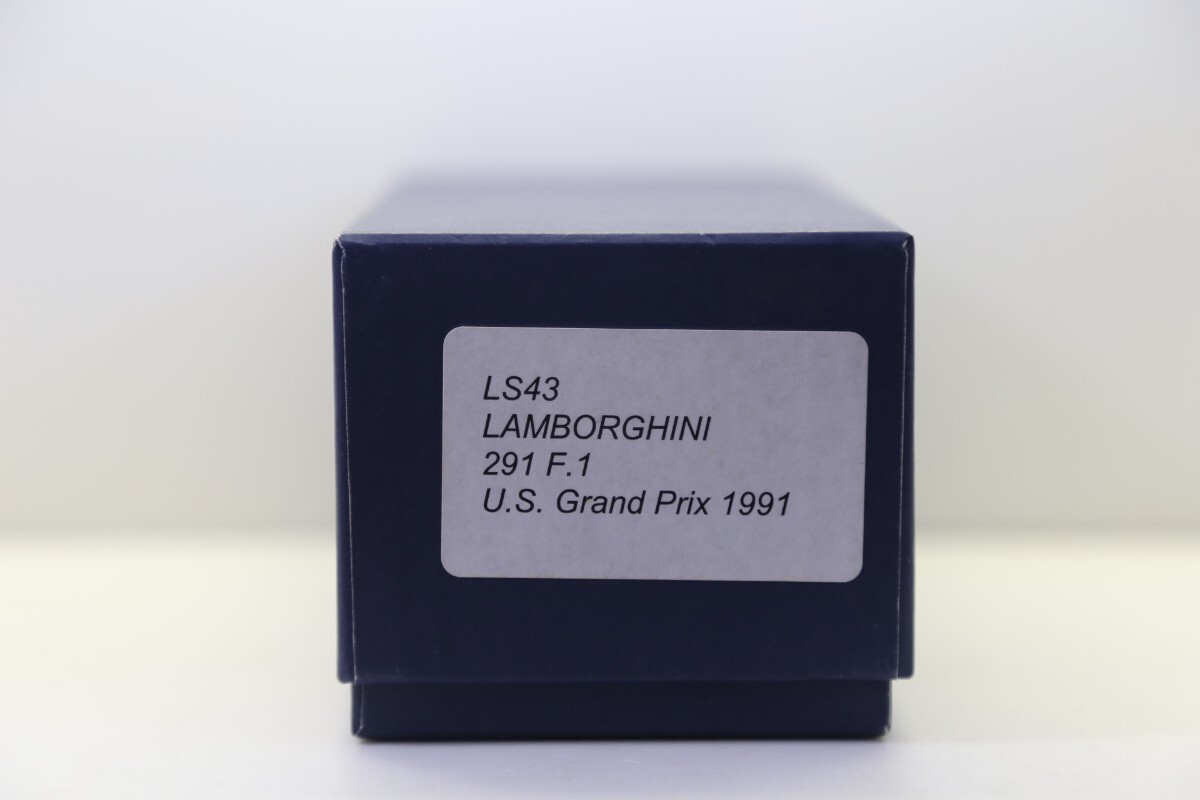 LS43
LAMBORGHINI
291 F.1
U.S. Grand Prix 1991